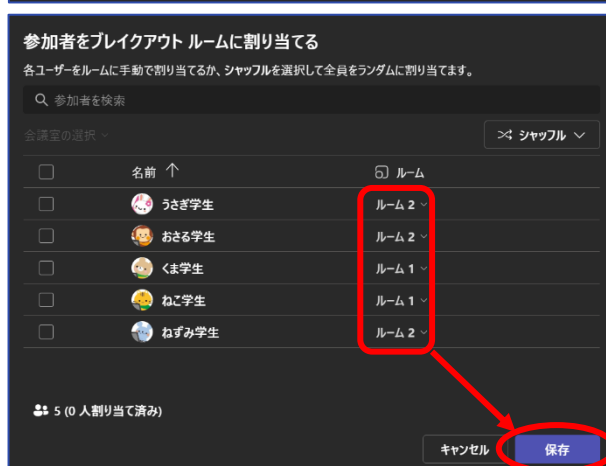 参加者をブレイクアウト ルームに割り当てる
各ユーザーをルームに手動で割り当てるか、シャッフルを選択して全員をランダムに割り当てます。
参加者を検索
会議室の選択
シャッフル
名前 ↑ ルーム
うさぎ学生 ルーム 2
おさる学生 ルーム 2
くま学生 ルーム 1
ねこ学生 ルーム 1
ねずみ学生 ルーム 2
5 (0 人割り当て済み)
キャンセル 保存